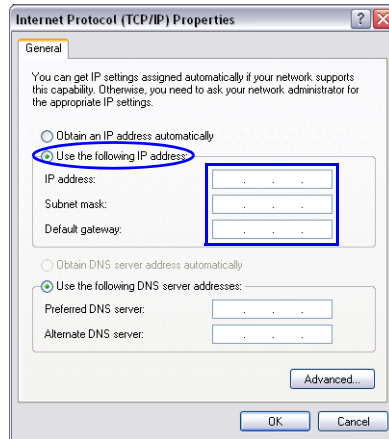 Internet Protocol (TCP/IP) Properties
General
You can get IP settings assigned automatically if your network supports
this capability. Otherwise, you need to ask your network administrator for
the appropriate IP settings.
Obtain an IP address automatically
Use the following IP address:
IP address:
Subnet mask:
Default gateway:
Obtain DNS server address automatically
Use the following DNS server addresses:
Preferred DNS server:
Alternate DNS server:
Advanced...
OK Cancel